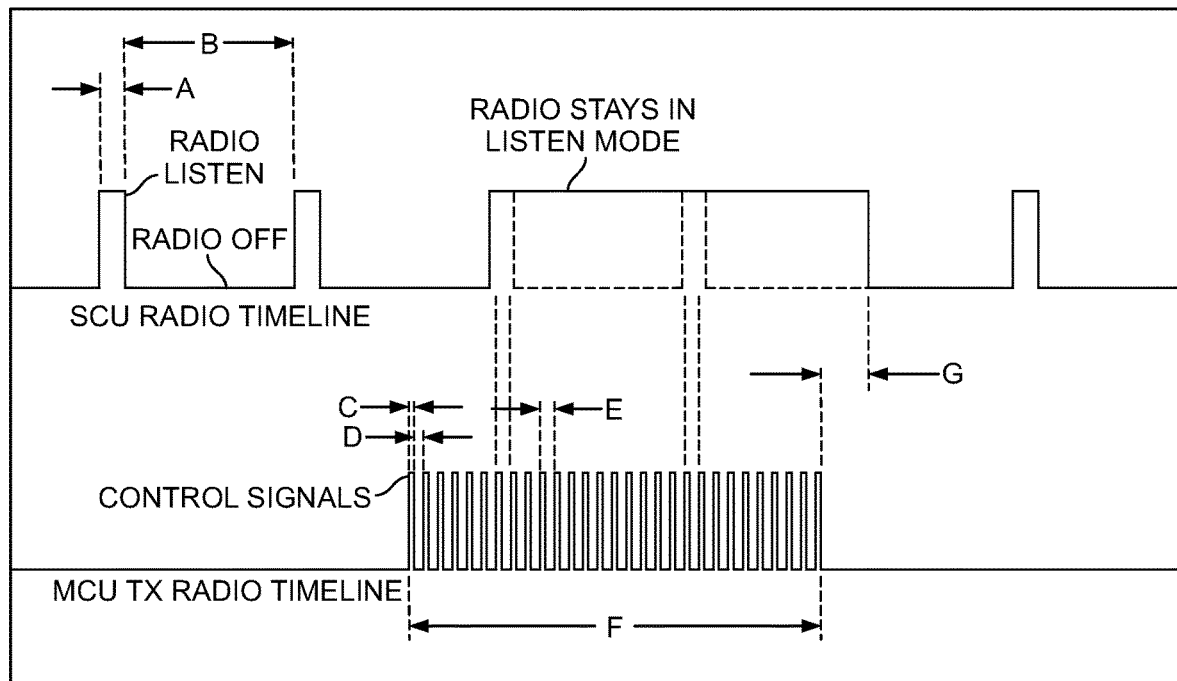 B
A
RADIO
LISTEN
RADIO STAYS IN
LISTEN MODE
RADIO OFF
SCU RADIO TIMELINE
G
C
E
D
CONTROL SIGNALS
MCU TX RADIO TIMELINE
F